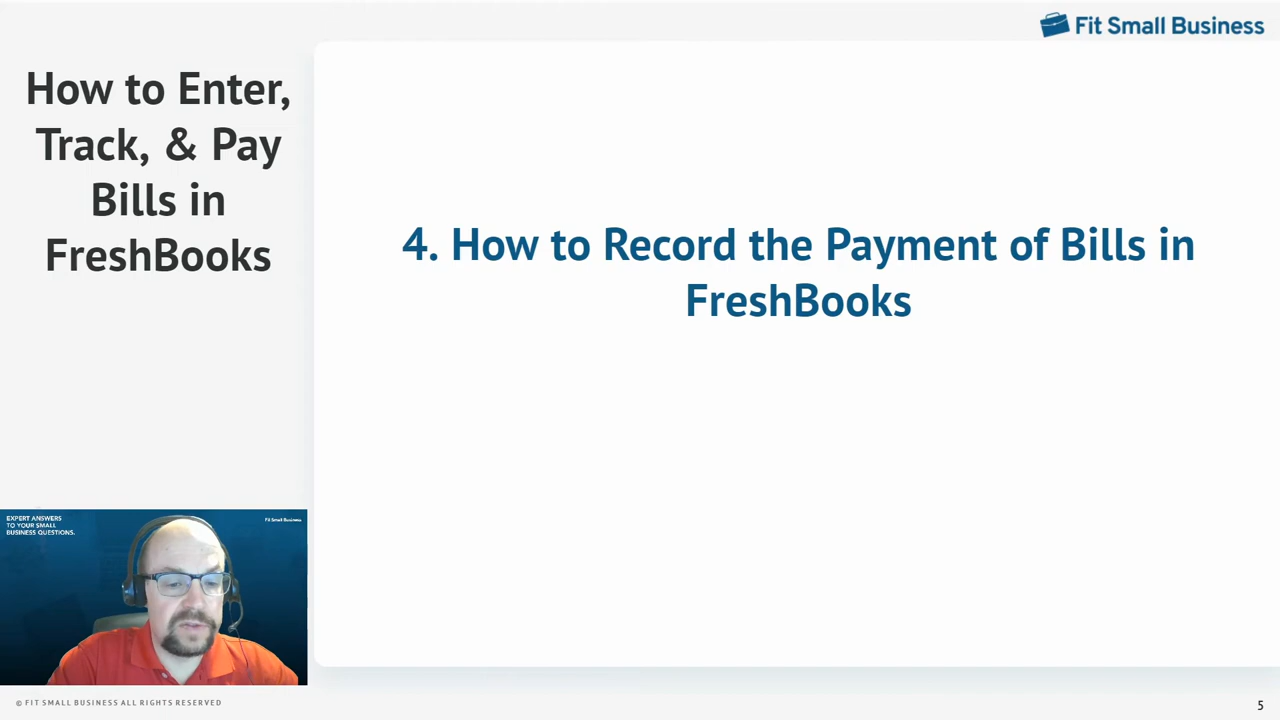 Fit Small Business
How to Enter,
Track, & Pay
Bills in
FreshBooks
4. How to Record the Payment of Bills in
FreshBooks
EXPERT ANSWERS
TO YOUR SMALL
BUSINESS QUESTIONS.
Fit Small Business
© FIT SMALL BUSINESS ALL RIGHTS RESERVED
5